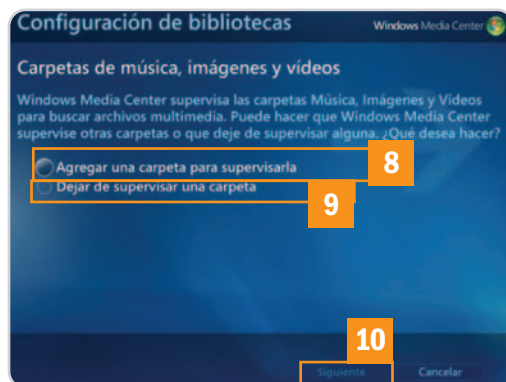 Configuración de bibliotecas
Windows Media Center
Carpetas de música, imágenes y vídeos
Windows Media Center supervisa las carpetas Música, Imágenes y Vídeos
para buscar archivos multimedia. Puede hacer que Windows Media Center
supervise otras carpetas o que deje de supervisar alguna. ¿Qué desea hacer?
Agregar una carpeta para supervisarla
8
Dejar de supervisar una carpeta
9
10
Siguiente
Cancelar